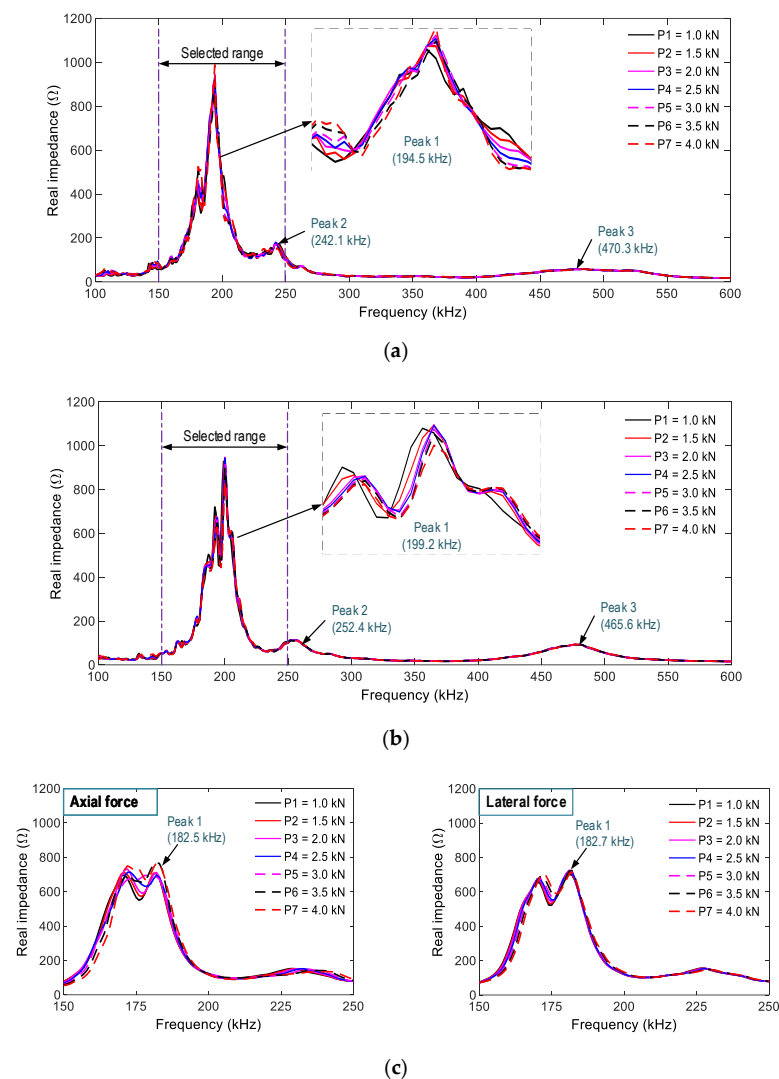 (a)
1200
1000
800
600
400
200
0
Real impedance (Ω)
Selected range
Peak 1
(194.5 kHz)
Peak 2
(242.1 kHz)
Peak 3
(470.3 kHz)
P1 = 1.0 kN
P2 = 1.5 kN
P3 = 2.0 kN
P4 = 2.5 kN
P5 = 3.0 kN
P6 = 3.5 kN
P7 = 4.0 kN
100 150 200 250 300 350 400 450 500 550 600
Frequency (kHz)
(a)
1200
1000
800
600
400
200
0
Real impedance (Ω)
Selected range
Peak 1
(199.2 kHz)
Peak 2
(252.4 kHz)
Peak 3
(465.6 kHz)
P1 = 1.0 kN
P2 = 1.5 kN
P3 = 2.0 kN
P4 = 2.5 kN
P5 = 3.0 kN
P6 = 3.5 kN
P7 = 4.0 kN
100 150 200 250 300 350 400 450 500 550 600
Frequency (kHz)
(b)
1200
1000
800
600
400
200
0
Real impedance (Ω)
Axial force
Peak 1
(182.5 kHz)
P1 = 1.0 kN
P2 = 1.5 kN
P3 = 2.0 kN
P4 = 2.5 kN
P5 = 3.0 kN
P6 = 3.5 kN
P7 = 4.0 kN
150 175 200 225 250
Frequency (kHz)
1200
1000
800
600
400
200
0
Real impedance (Ω)
Lateral force
Peak 1
(182.7 kHz)
P1 = 1.0 kN
P2 = 1.5 kN
P3 = 2.0 kN
P4 = 2.5 kN
P5 = 3.0 kN
P6 = 3.5 kN
P7 = 4.0 kN
150 175 200 225 250
Frequency (kHz)
(c)